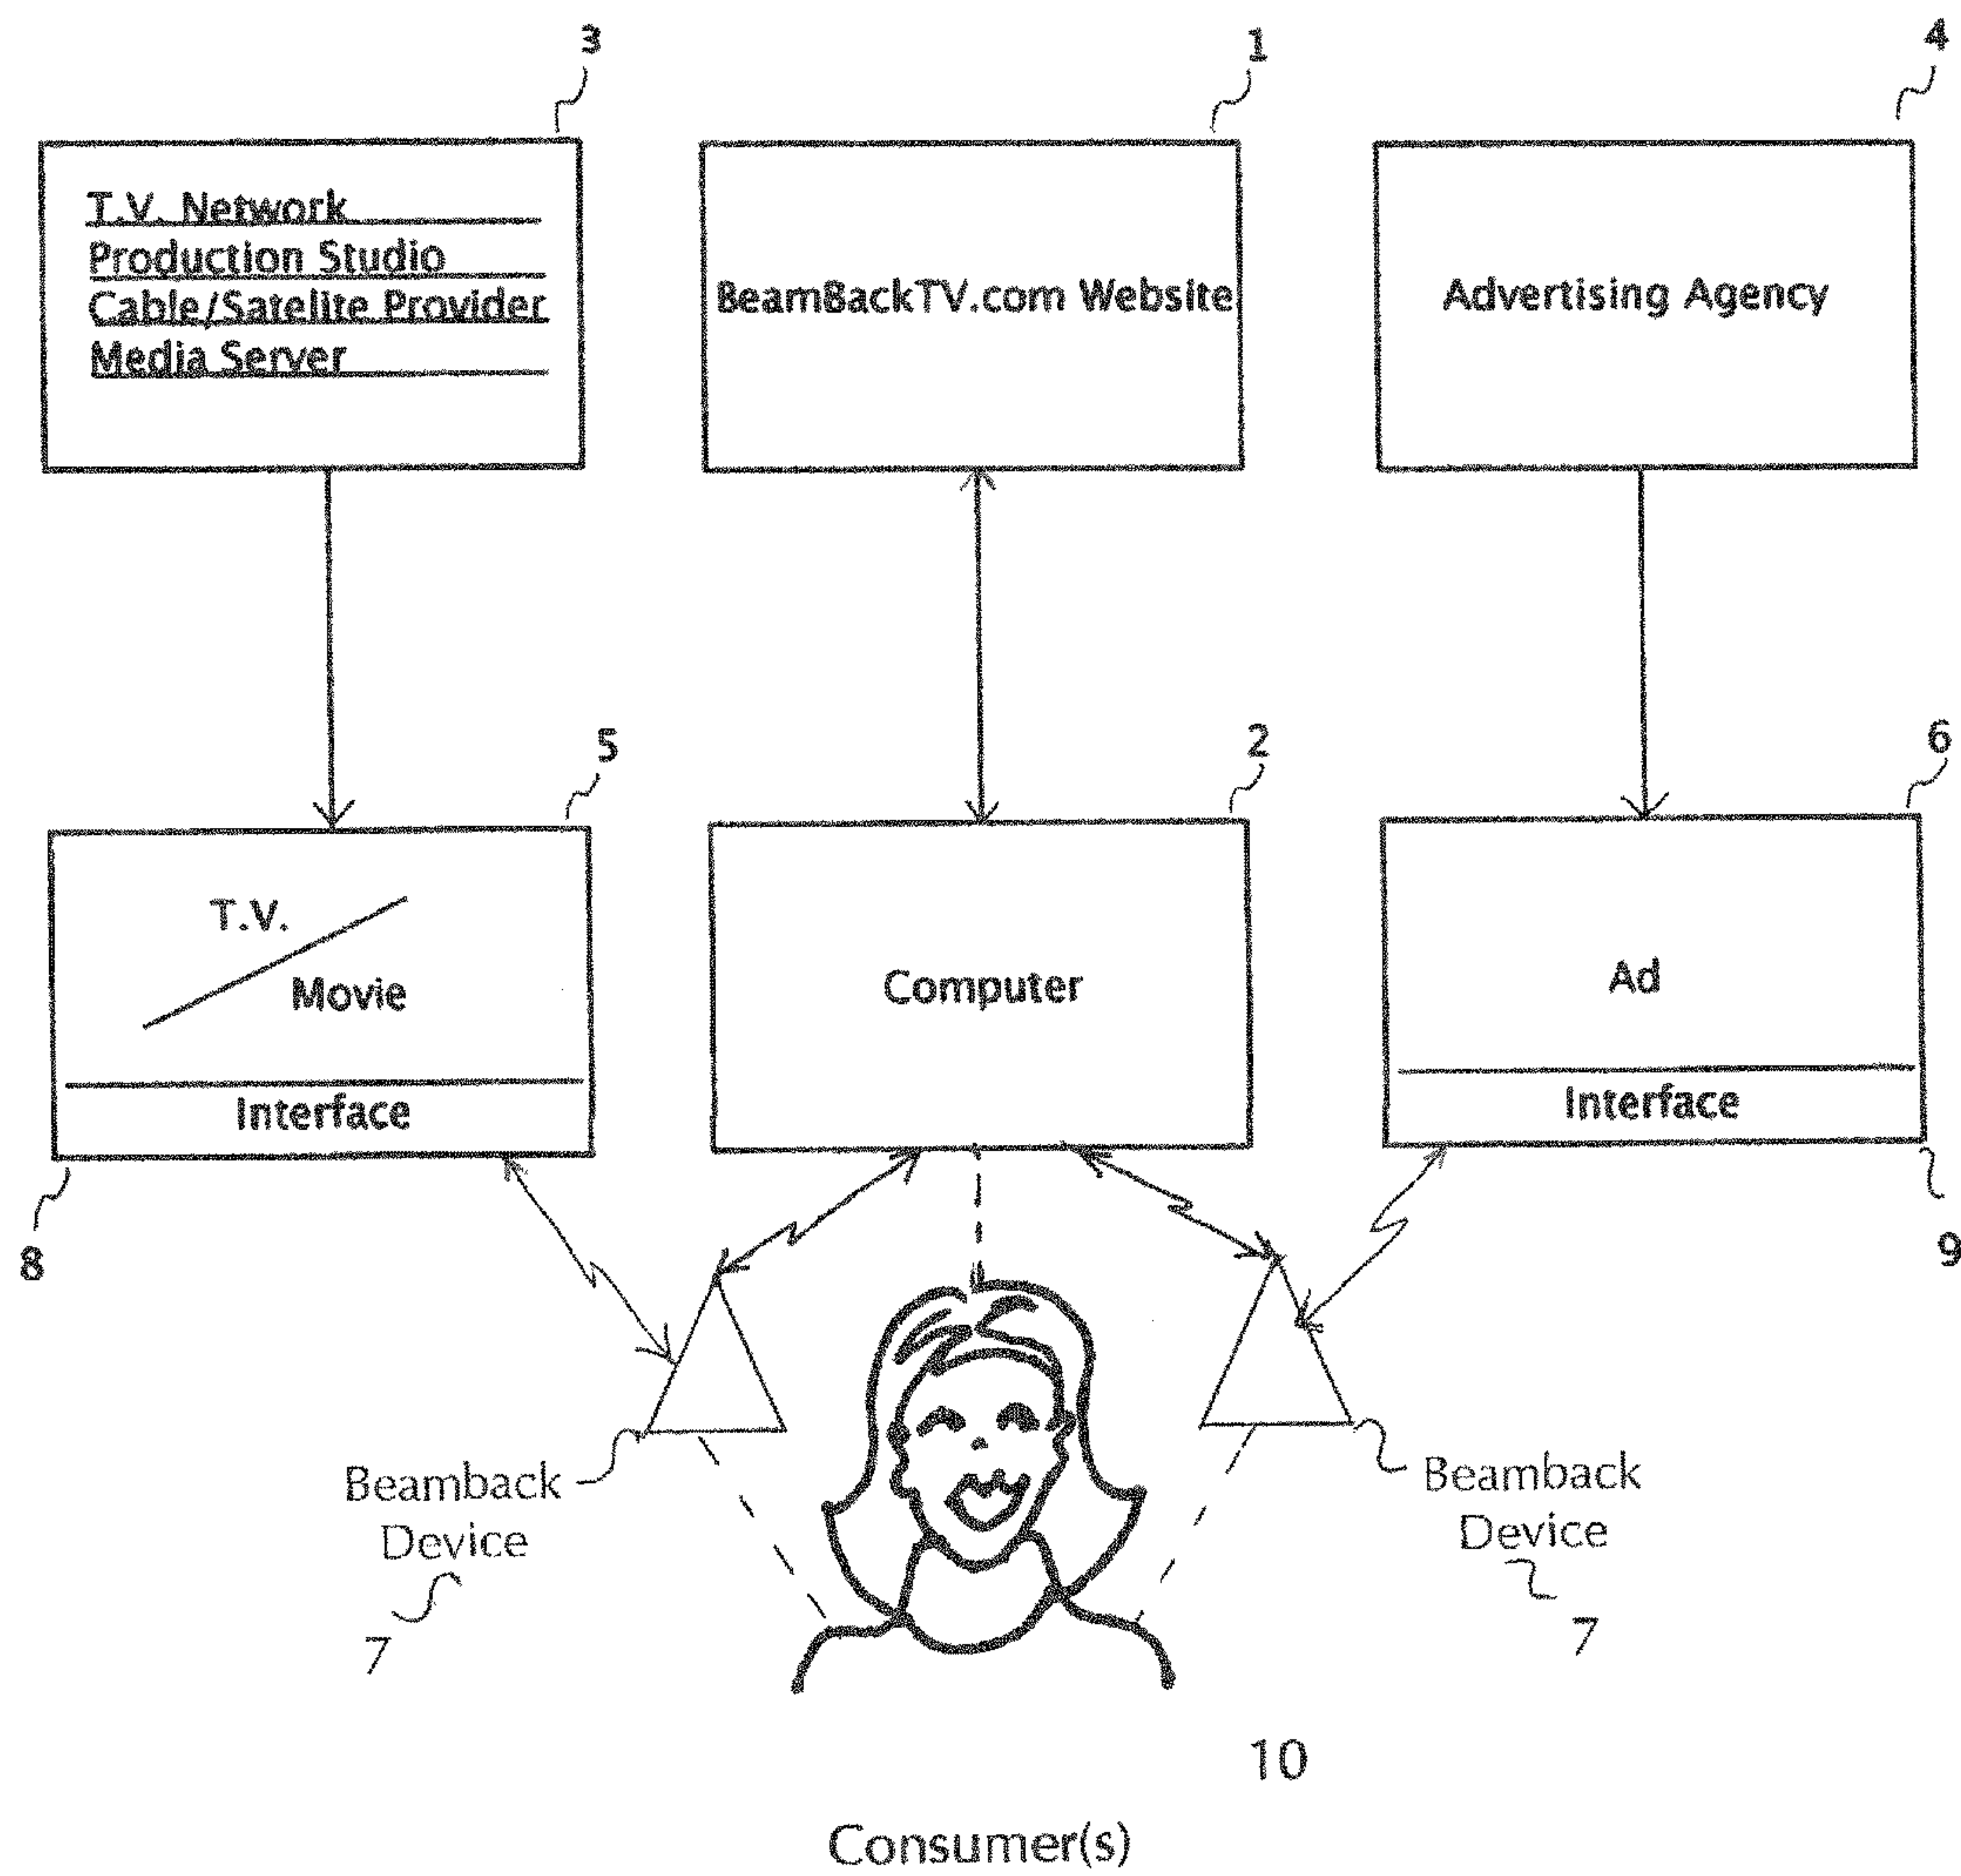 3
1
4
T.V. Network
Production Studio
Cable/Satelite Provider
Media Server
BeamBackTV.com Website
Advertising Agency
5
2
6
T.V.
Movie
Interface
Computer
Ad
Interface
8
9
Beamback
Device
7
Beamback
Device
7
10
Consumer(s)